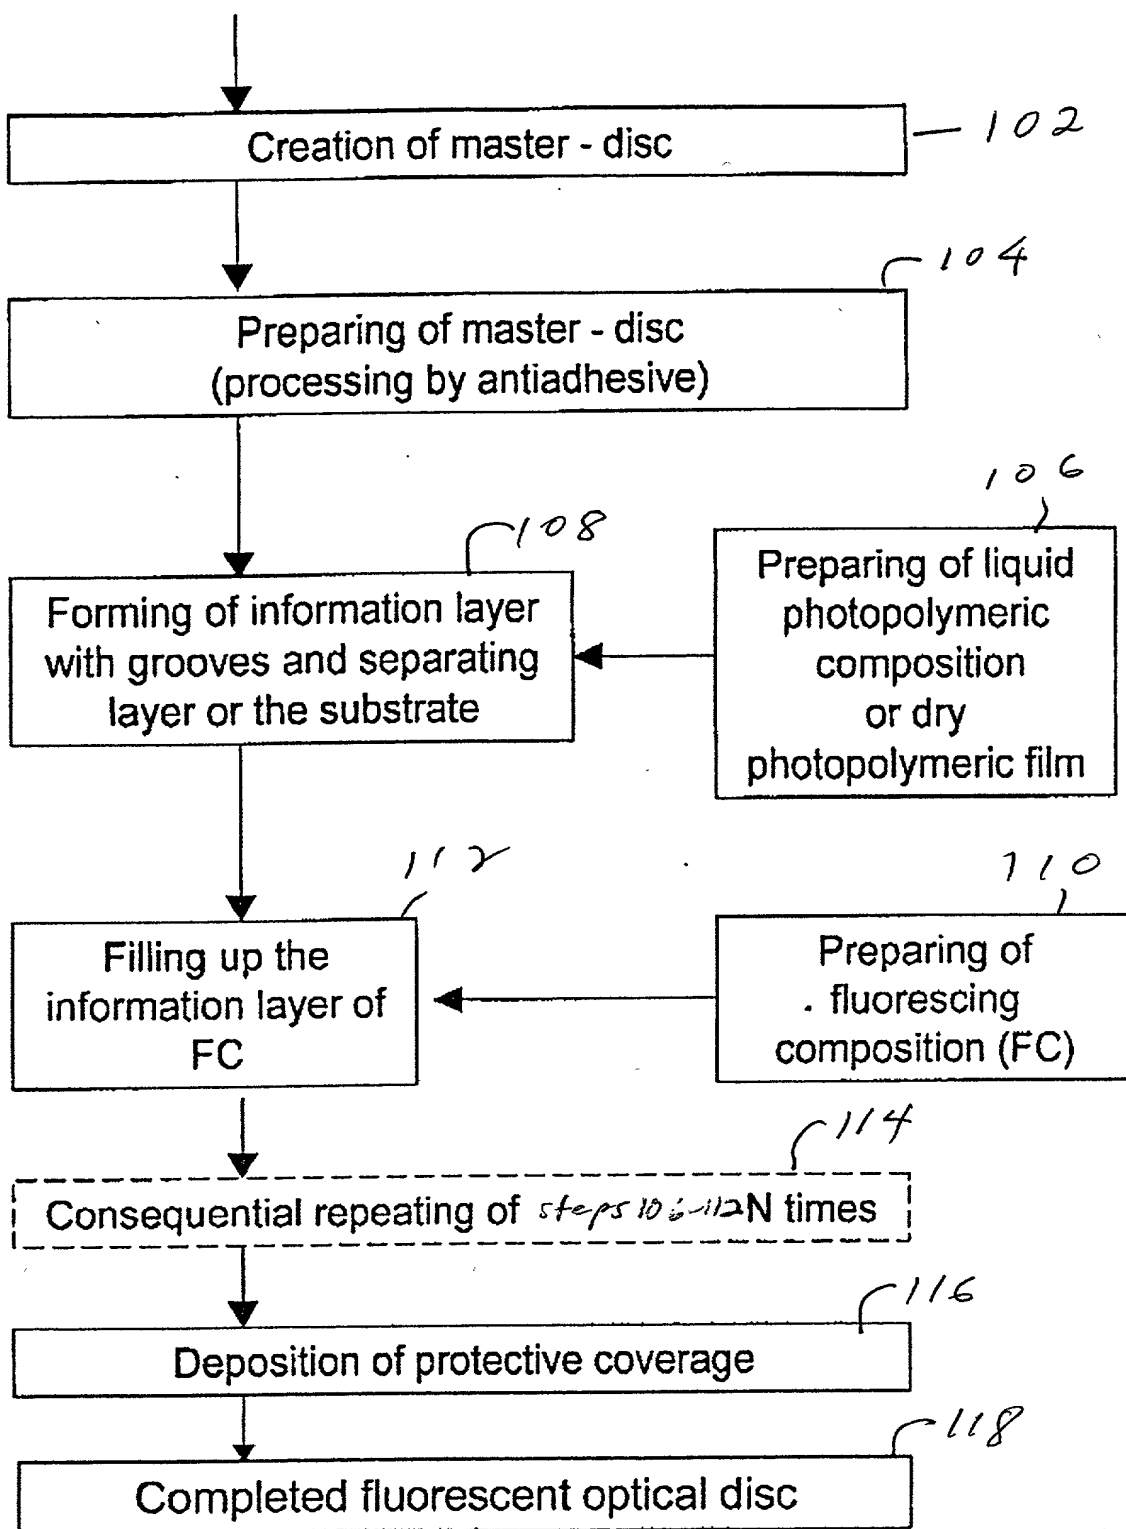 Creation of master - disc
102
104
Preparing of master - disc
(processing by antiadhesive)
106
108
Forming of information layer
with grooves and separating
layer or the substrate
Preparing of liquid
photopolymeric
composition
or dry
photopolymeric film
112
110
Filling up the
information layer of
FC
Preparing of
fluorescing
composition (FC)
114
Consequential repeating of steps 106-112 N times
116
Deposition of protective coverage
118
Completed fluorescent optical disc